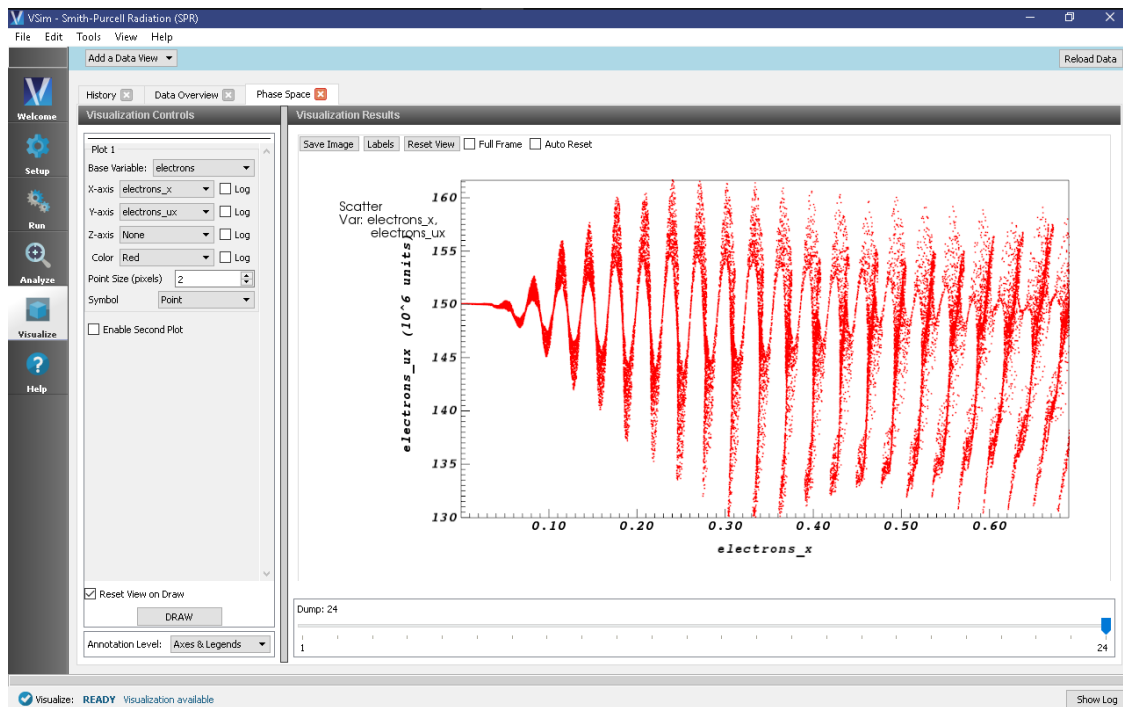 VSim - Smith-Purcell Radiation (SPR)
File Edit Tools View Help
Add a Data View
Reload Data
Welcome
Setup
Run
Analyze
Visualize
Help
History
Data Overview
Phase Space
Visualization Controls
Plot 1
Base Variable: electrons
X-axis electrons_x Log
Y-axis electrons_ux Log
Z-axis None Log
Color Red Log
Point Size (pixels) 2
Symbol Point
Enable Second Plot
Reset View on Draw
DRAW
Annotation Level: Axes & Legends
Visualization Results
Save Image Labels Reset View Full Frame Auto Reset
Scatter
Var: electrons_x,
electrons_ux
electrons_ux (10^6 units)
160
155
150
145
140
135
130
0.10 0.20 0.30 0.40 0.50 0.60
electrons_x
Dump: 24
1 24
Visualize: READY Visualization available
Show Log